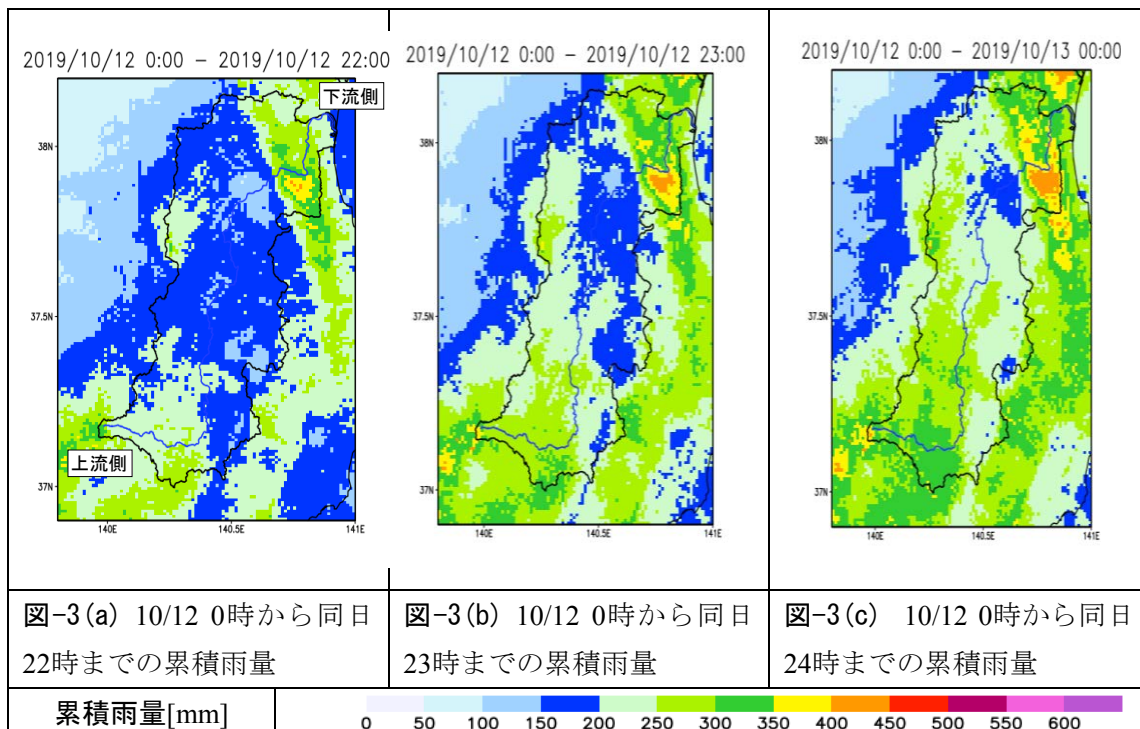 2019/10/12 0:00 – 2019/10/12 22:00
下流側
38N
37.5N
上流側
37N
140E
140.5E
141E
2019/10/12 0:00 – 2019/10/12 23:00
38N
37.5N
37N
140E
140.5E
141E
2019/10/12 0:00 – 2019/10/13 00:00
38N
37.5N
37N
140E
140.5E
141E
図-3(a) 10/12 0時から同日
22時までの累積雨量
図-3(b) 10/12 0時から同日
23時までの累積雨量
図-3(c) 10/12 0時から同日
24時までの累積雨量
累積雨量[mm]
0 50 100 150 200 250 300 350 400 450 500 550 600